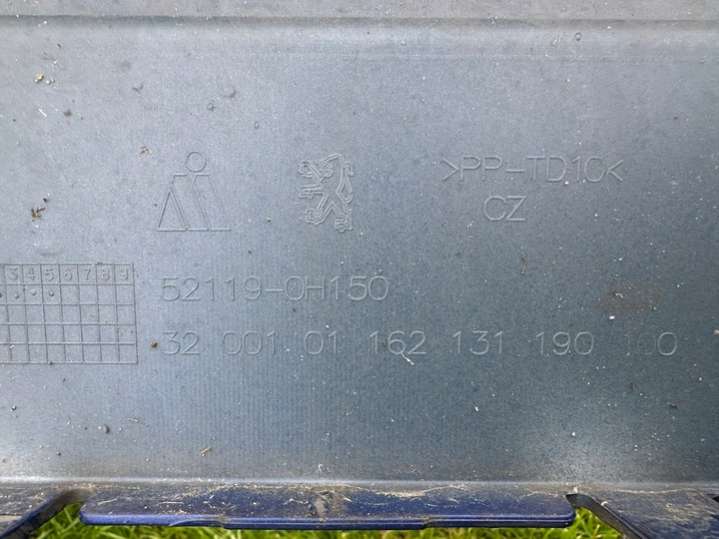 >PP-TD10<
CZ
3 4 5 6 7 8 9
52119-0H150
32 001 01 162 131 190 100